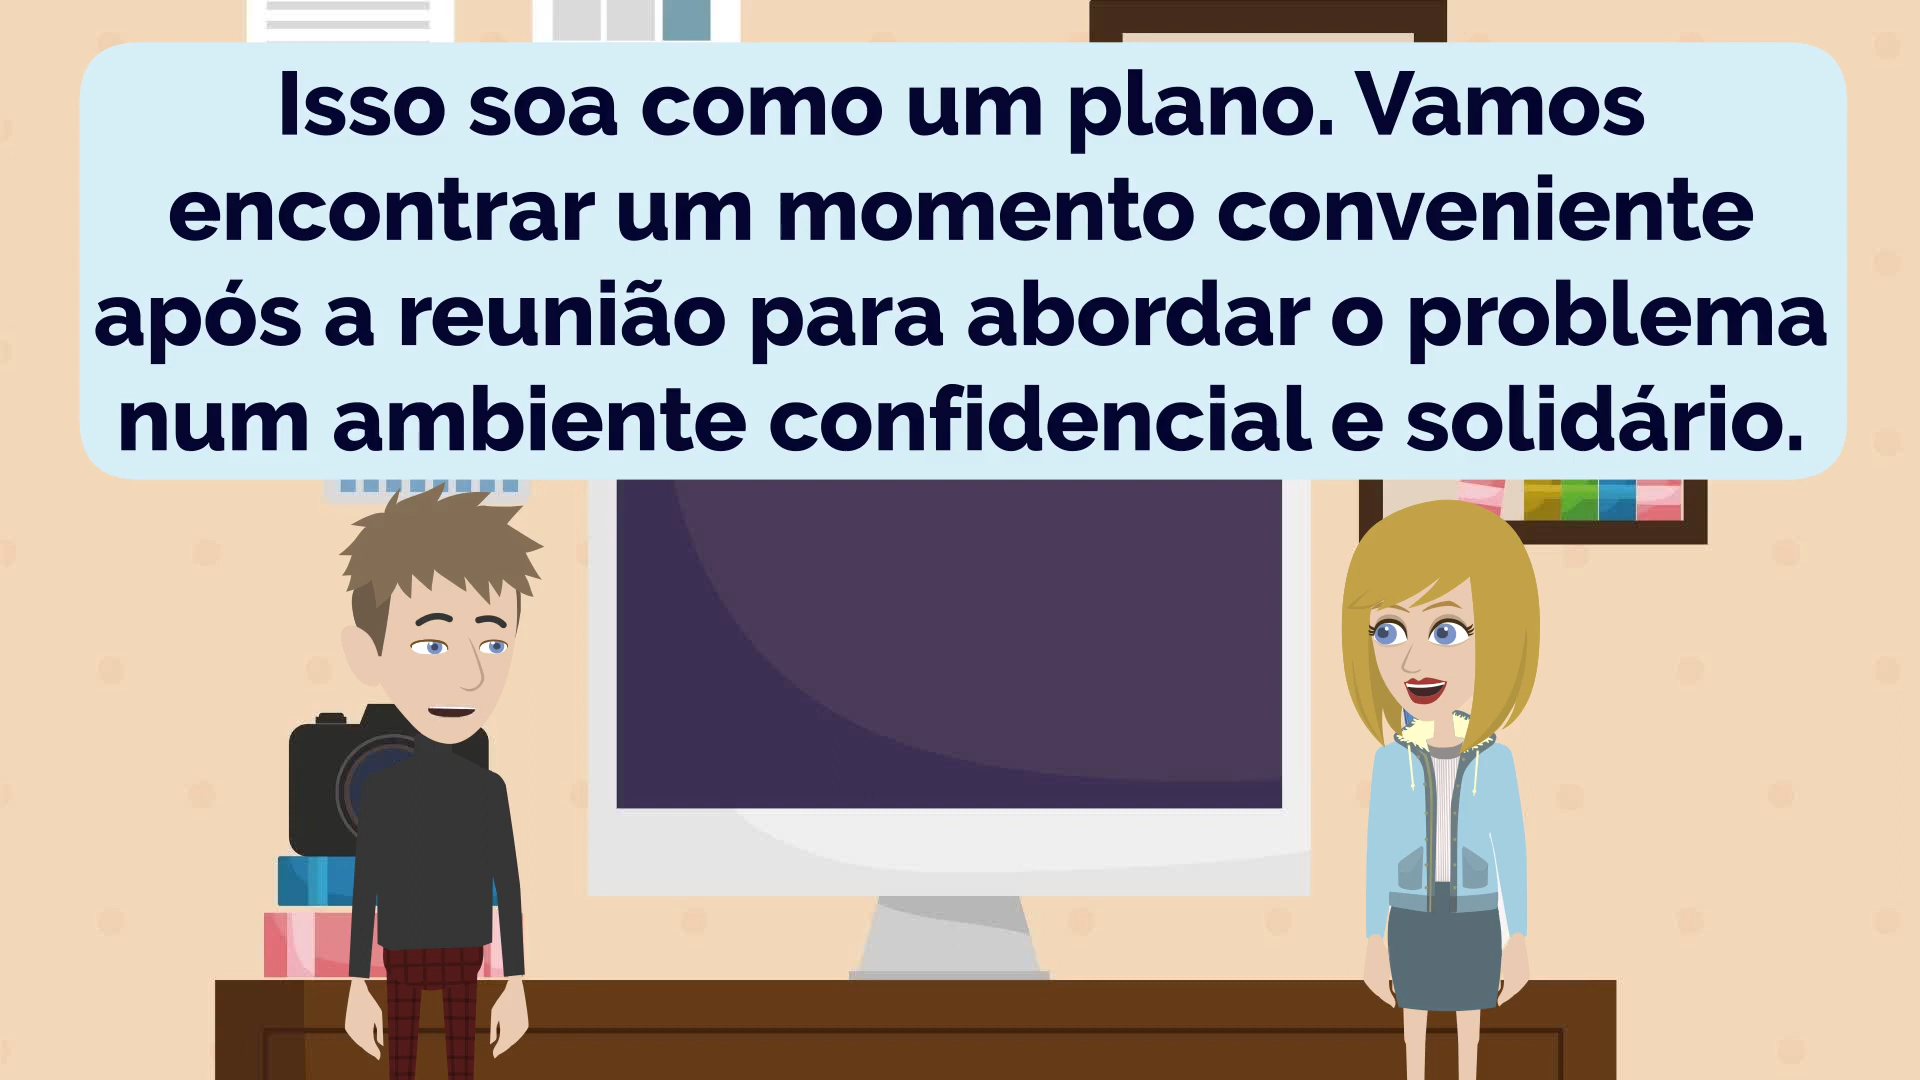 Isso soa como um plano. Vamos
encontrar um momento conveniente
após a reunião para abordar o problema
num ambiente confidencial e solidário.